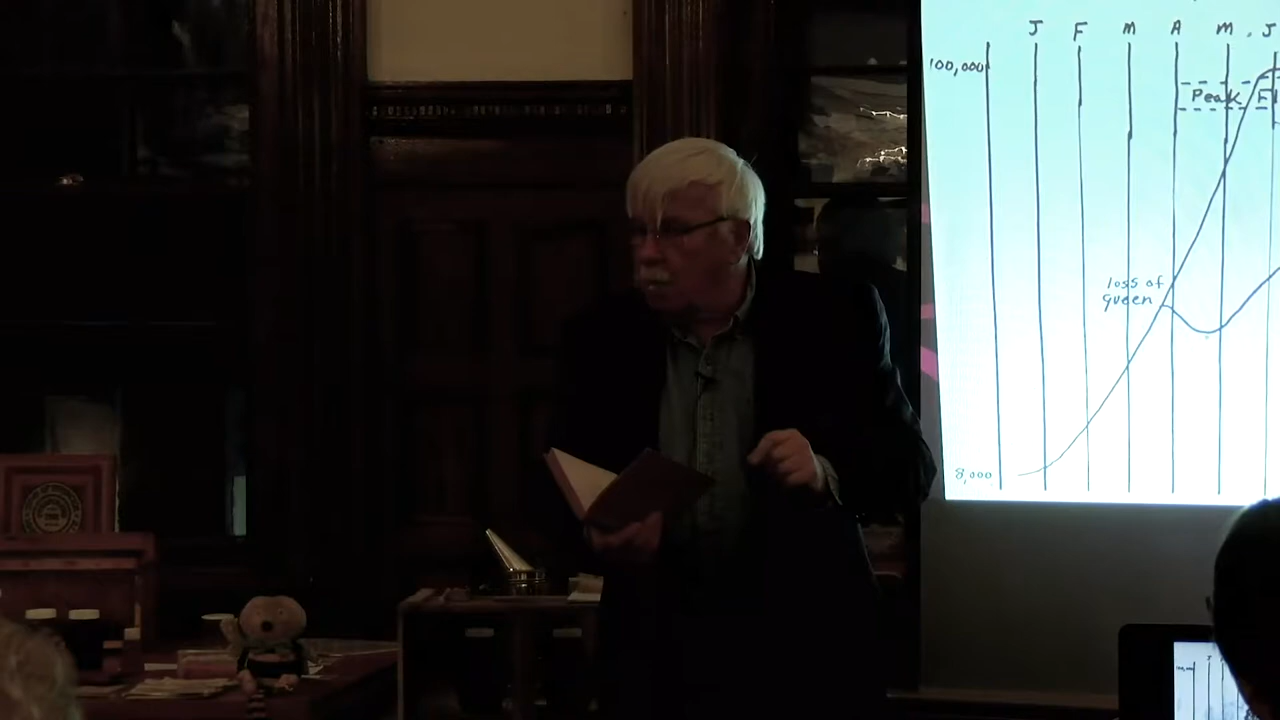 J F M A M . J
100,000
Peak F
loss of
queen
8,000